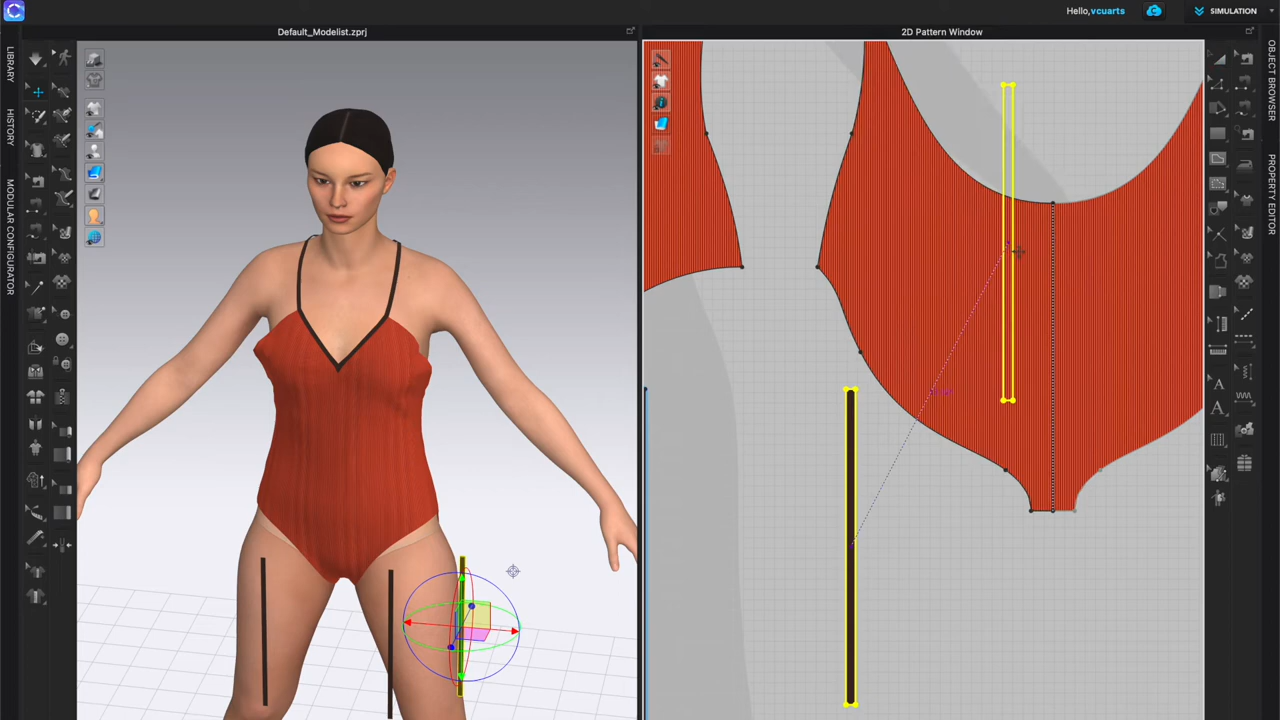 Hello, vcuarts
SIMULATION
Default_Modelist.zprj
2D Pattern Window
LIBRARY
HISTORY
MODULAR CONFIGURATOR
OBJECT BROWSER
PROPERTY EDITOR